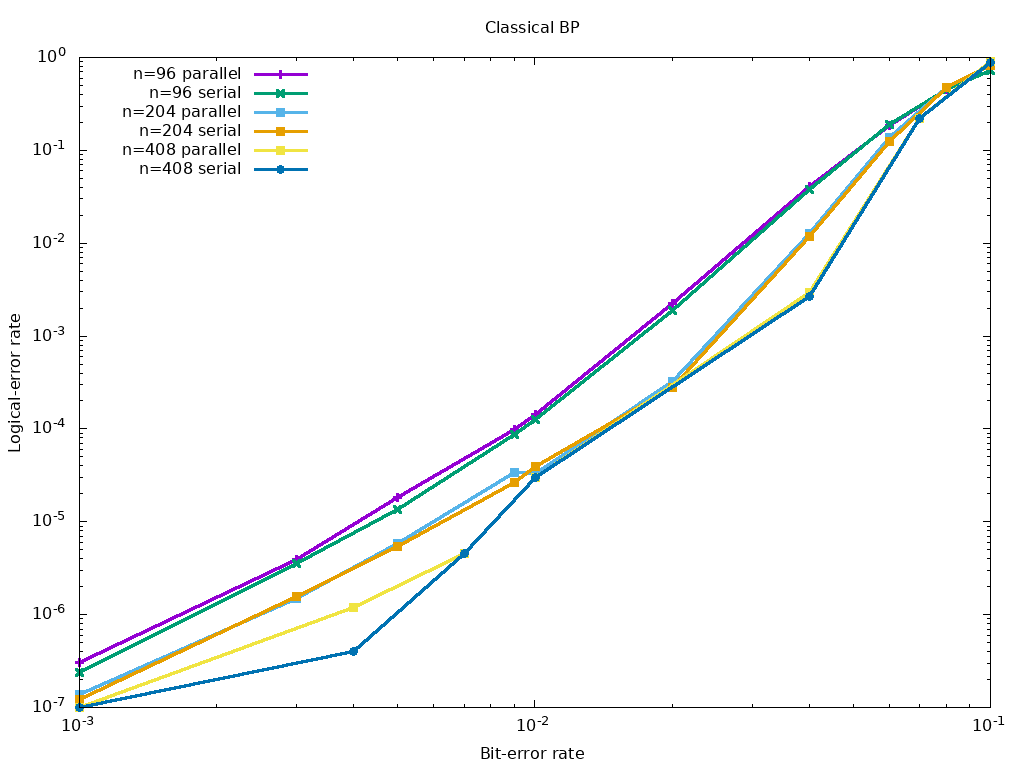 Classical BP
n=96 parallel
n=96 serial
n=204 parallel
n=204 serial
n=408 parallel
n=408 serial
10^0
10^-1
10^-2
10^-3
10^-4
10^-5
10^-6
10^-7
Logical-error rate
10^-3
10^-2
10^-1
Bit-error rate